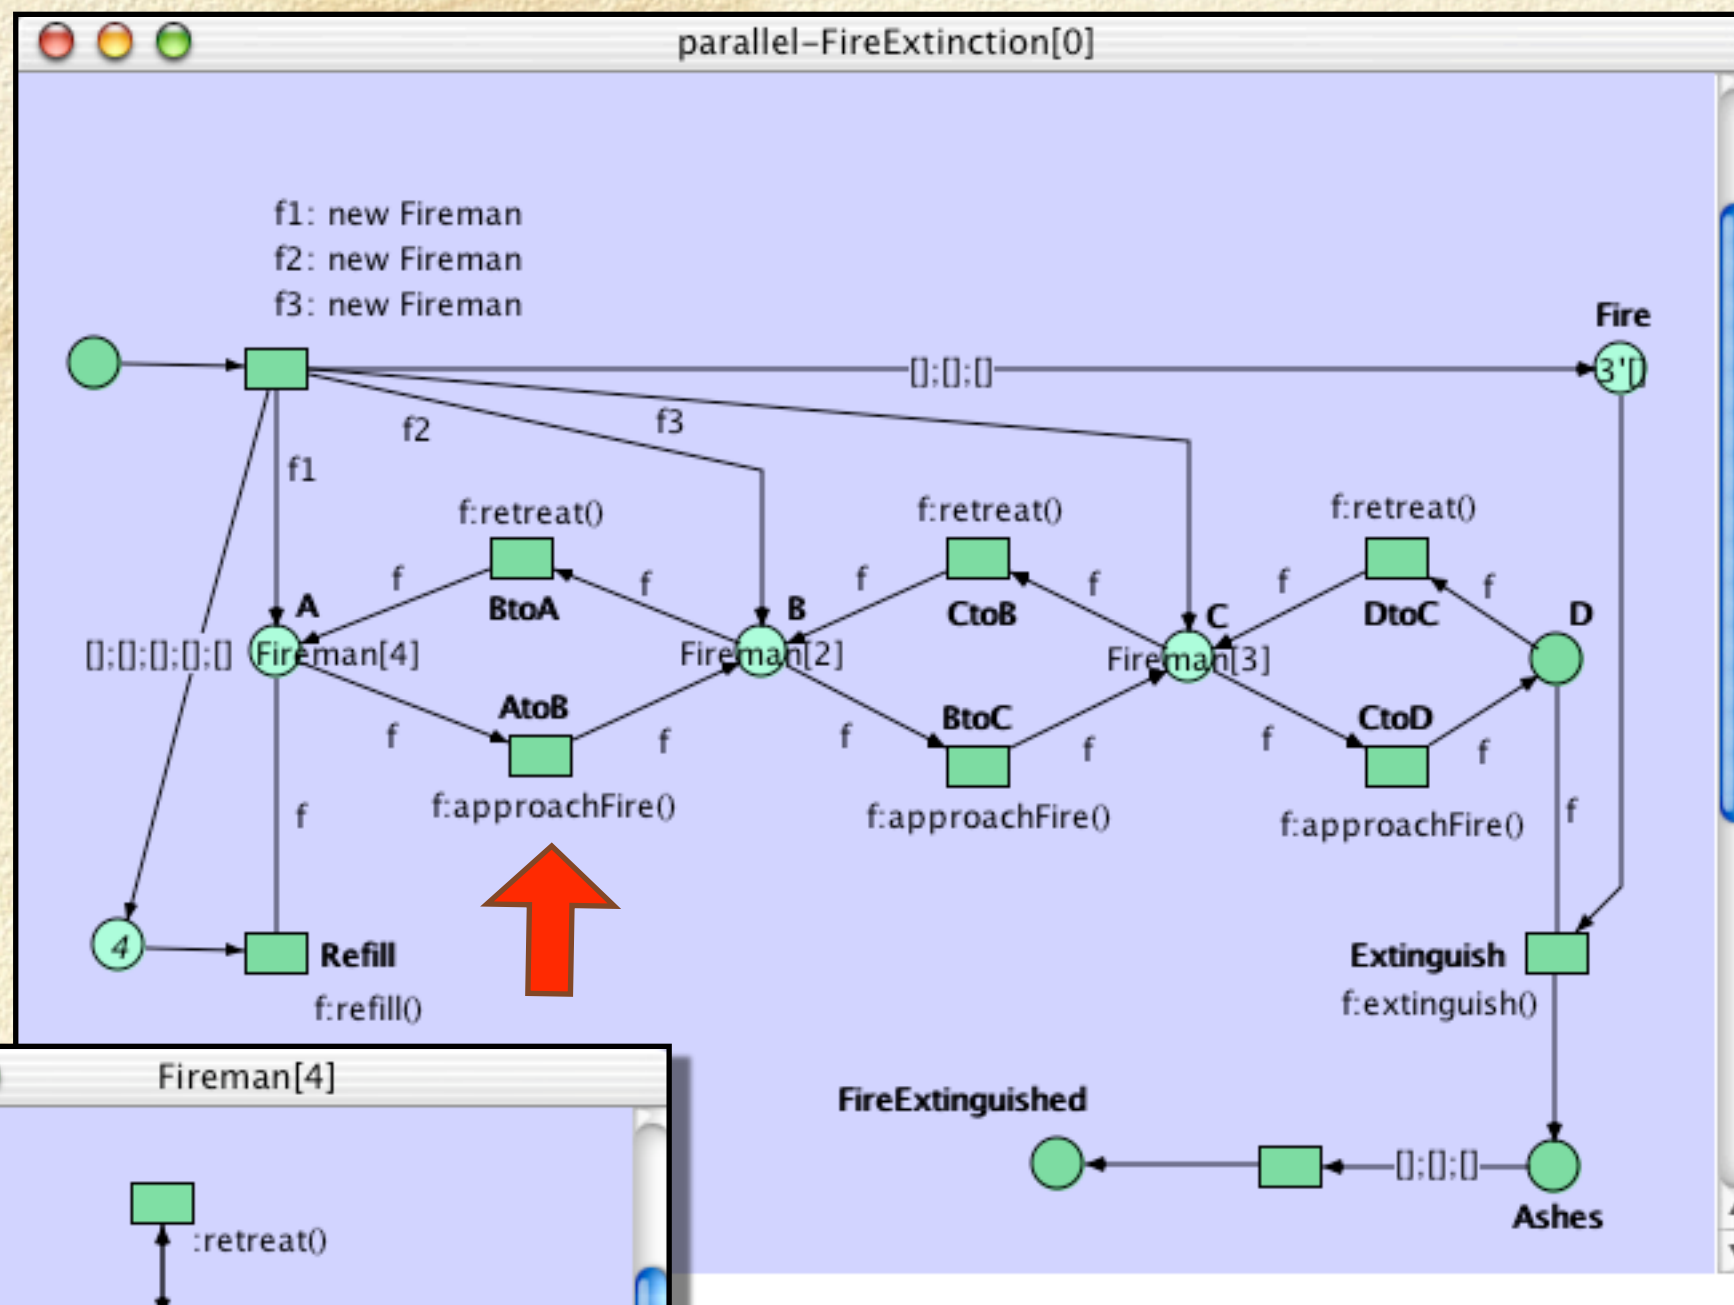 parallel-FireExtinction[0]
f1: new Fireman
f2: new Fireman
f3: new Fireman
Fire
[];[];[]
3'[]
f2
f3
f1
f:retreat()
f:retreat()
f:retreat()
f
f
f
f
f
f
A
BtoA
B
CtoB
C
DtoC
D
[];[];[];[];[]
Fireman[4]
Fireman[2]
Fireman[3]
AtoB
BtoC
CtoD
f
f
f
f
f
f
f:approachFire()
f:approachFire()
f:approachFire()
f
f
4
Refill
Extinguish
f:refill()
f:extinguish()
Fireman[4]
FireExtinguished
[];[];[]
Ashes
:retreat()